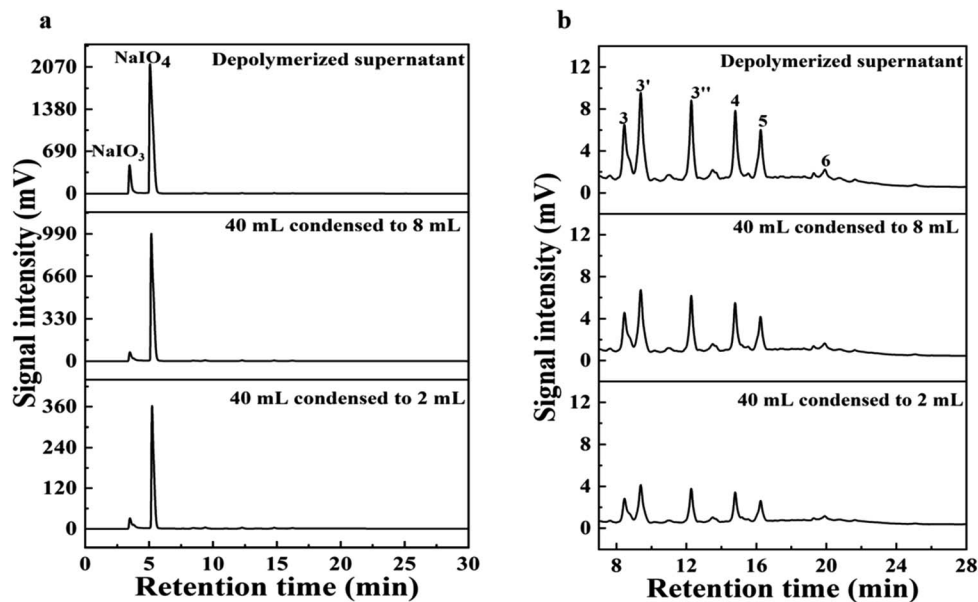 a
Signal intensity (mV)
2070
1380
690
0
NaIO4
NaIO3
Depolymerized supernatant
990
660
330
0
40 mL condensed to 8 mL
360
240
120
0
40 mL condensed to 2 mL
0 5 10 15 20 25 30
Retention time (min)
b
Signal intensity (mV)
12
8
4
0
Depolymerized supernatant
3 3' 3'' 4 5 6
12
8
4
0
40 mL condensed to 8 mL
12
8
4
0
40 mL condensed to 2 mL
8 12 16 20 24 28
Retention time (min)